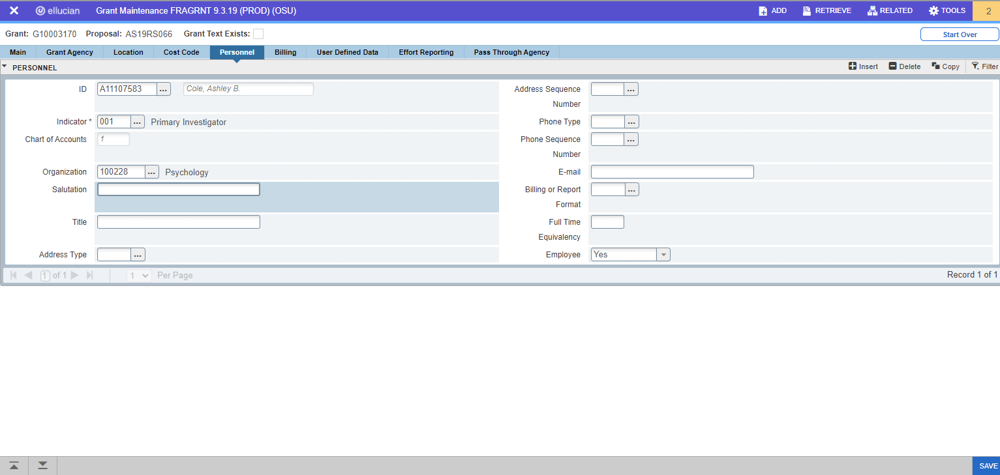 ellucian Grant Maintenance FRAGRNT 9.3.19 (PROD) (OSU) ADD RETRIEVE RELATED TOOLS 2
Grant: G10003170 Proposal: AS19RS066 Grant Text Exists: Start Over
Main Grant Agency Location Cost Code Personnel Billing User Defined Data Effort Reporting Pass Through Agency
PERSONNEL Insert Delete Copy Filter
ID A11107583 ... Cole, Ashley B. Address Sequence ...
Number
Indicator * 001 ... Primary Investigator Phone Type ...
Chart of Accounts 1 Phone Sequence ...
Number
Organization 100228 ... Psychology E-mail
Salutation Billing or Report ...
Format
Title Full Time
Equivalency
Address Type ... Employee Yes
1 of 1 1 Per Page Record 1 of 1
SAVE